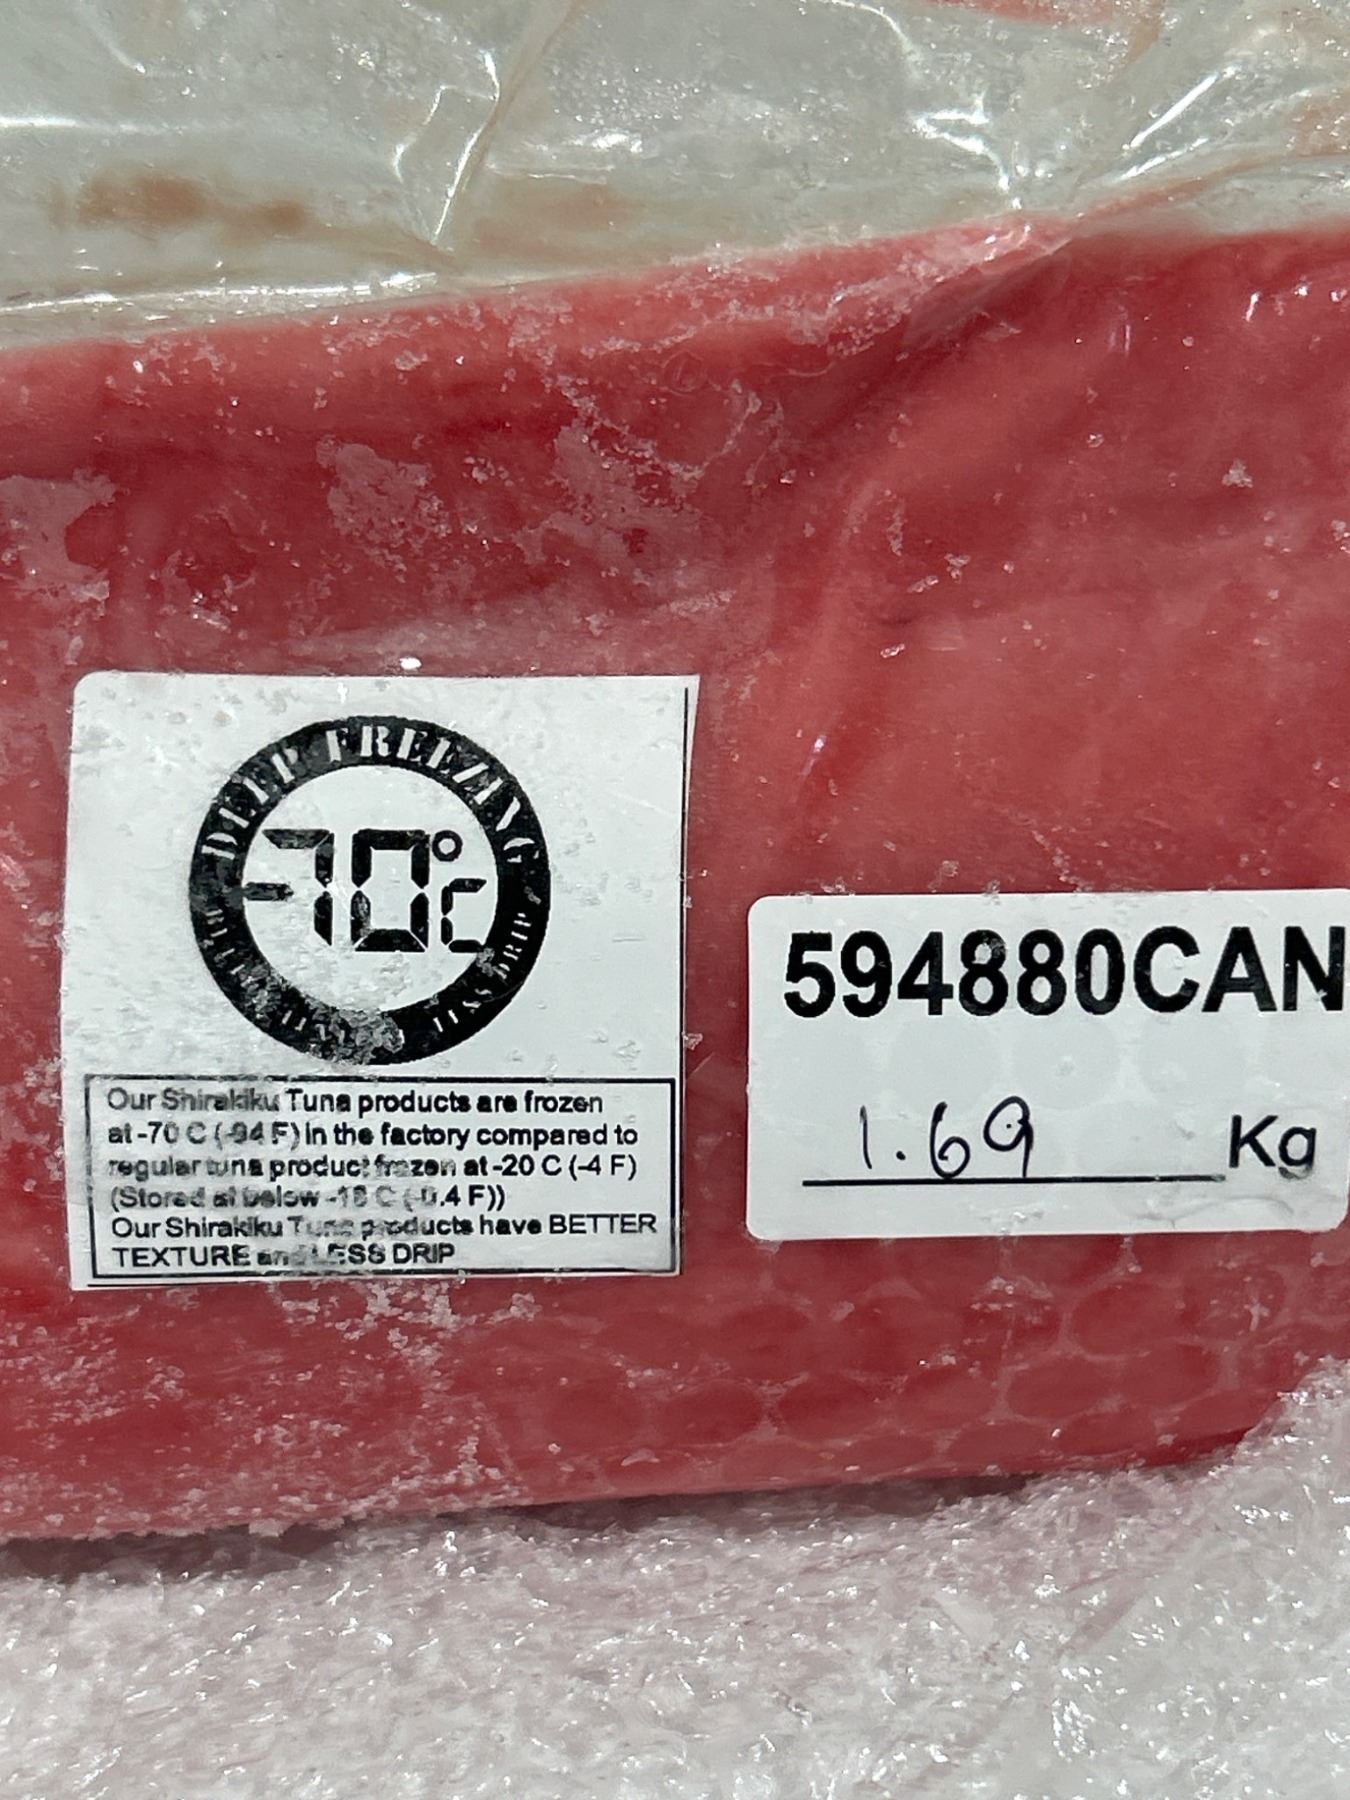 DEEP FREEZING
-70°C
LESS DRIP
Our Shirakiku Tuna products are frozen
at -70 C (-94 F) in the factory compared to
regular tuna product frozen at -20 C (-4 F)
(Stored at below -18 C (-0.4 F))
Our Shirakiku Tuna products have BETTER
TEXTURE and LESS DRIP
594880CAN
1.69 Kg